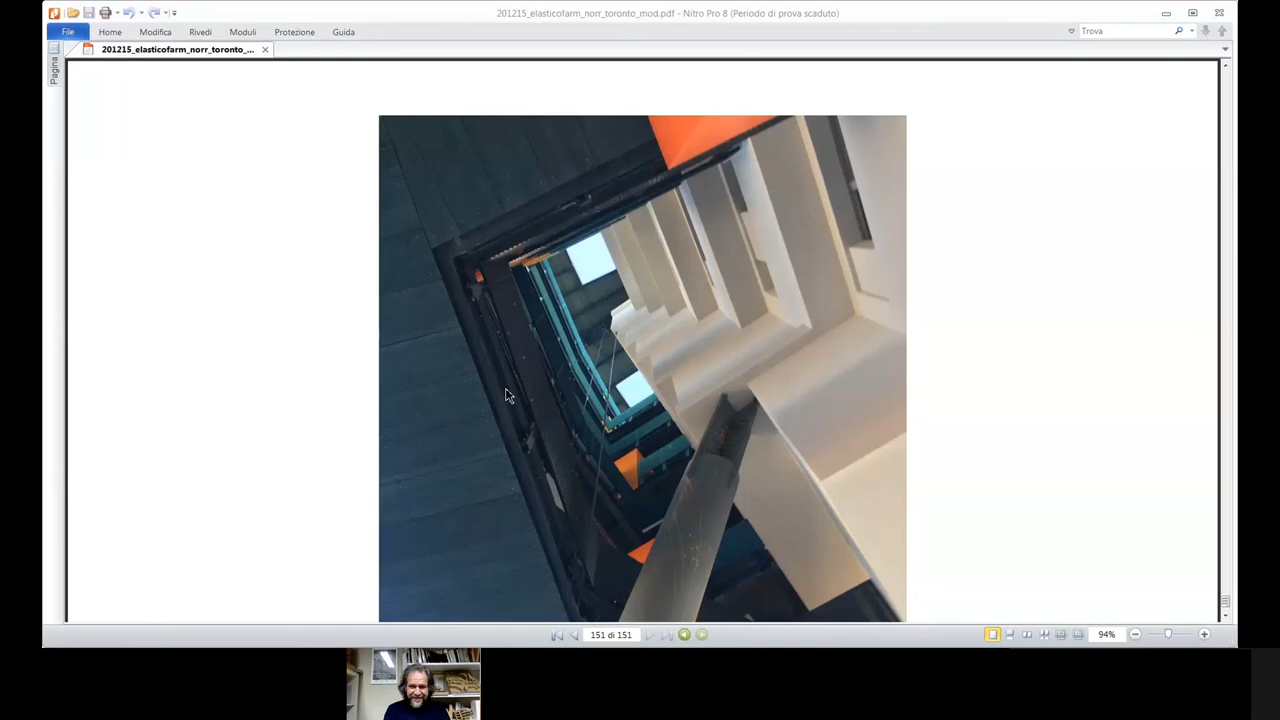 201215_elasticofarm_norr_toronto_mod.pdf - Nitro Pro 8 (Periodo di prova scaduto)
File Home Modifica Rivedi Moduli Protezione Guida Trova
201215_elasticofarm_norr_toronto_...
Pagina
151 di 151 94%